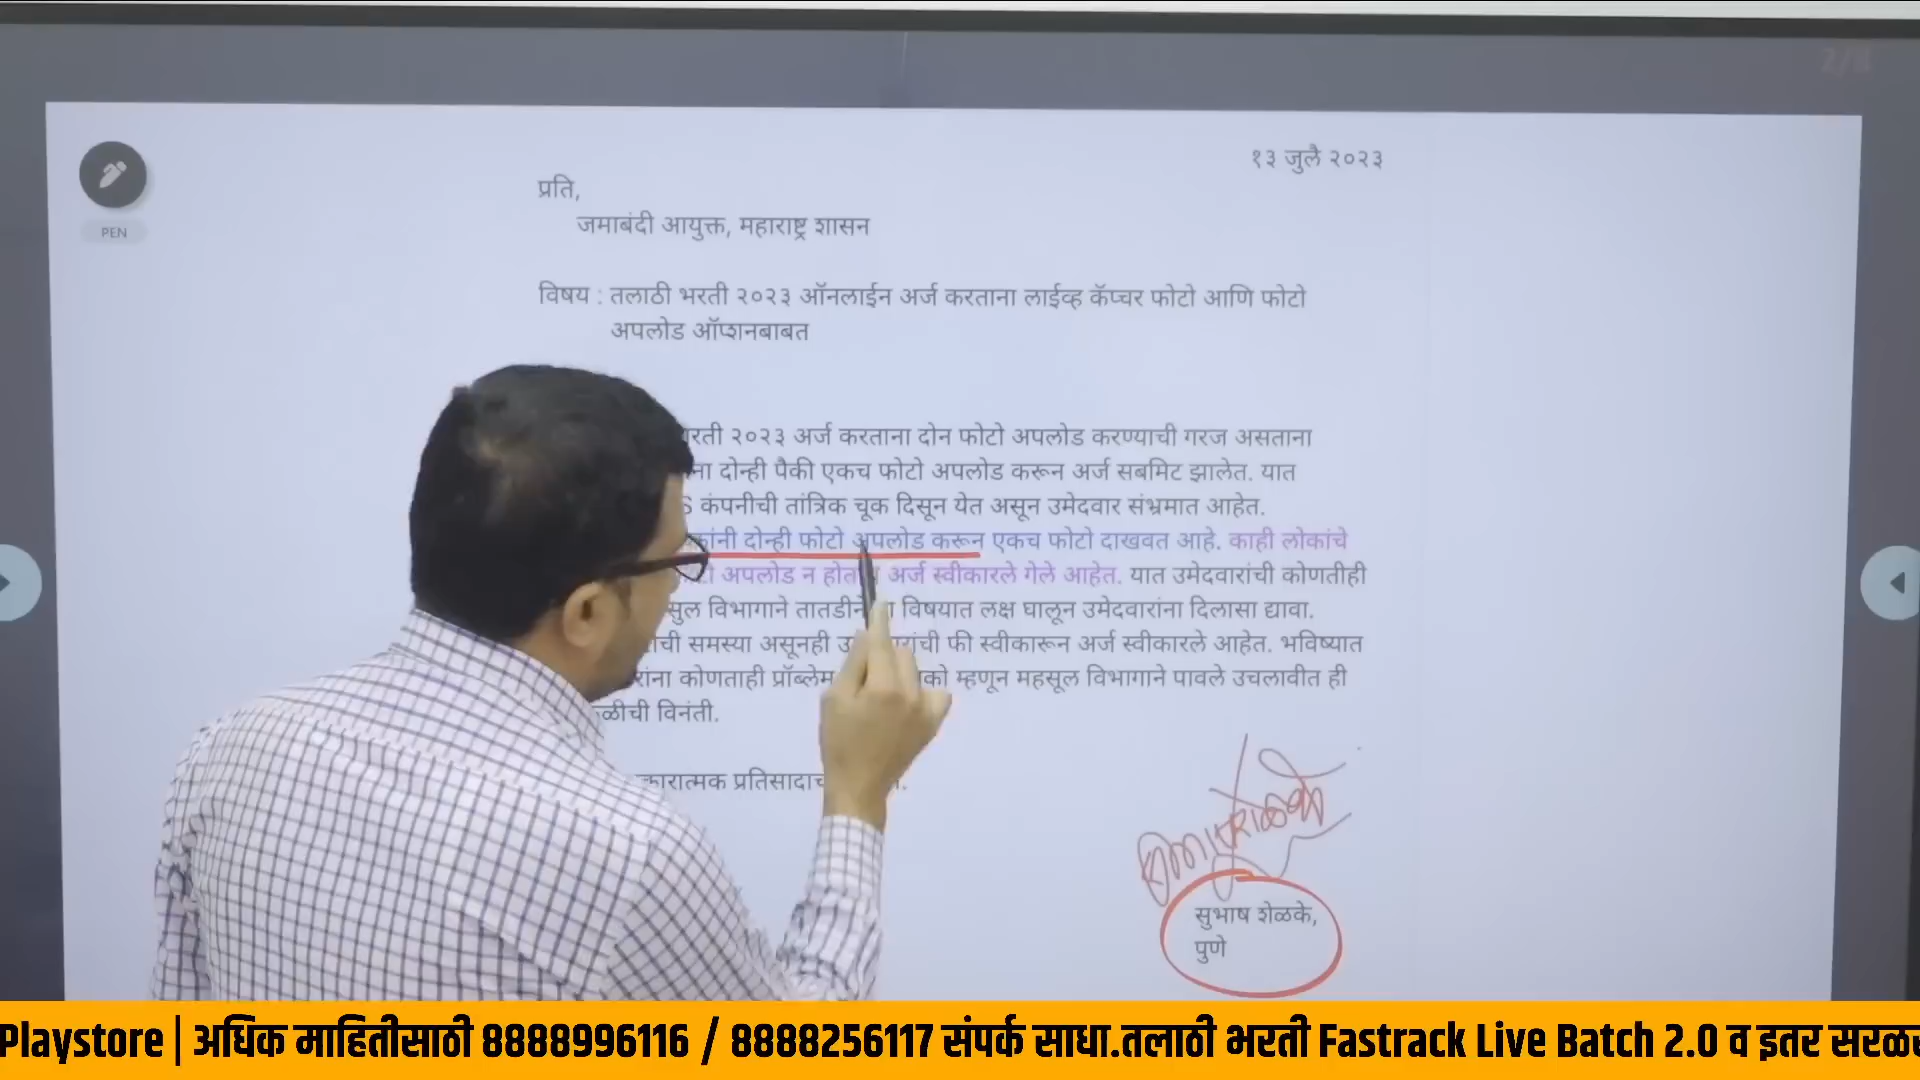 १३ जुलै २०२३
प्रति,
जमाबंदी आयुक्त, महाराष्ट्र शासन
PEN
विषय : तलाठी भरती २०२३ ऑनलाईन अर्ज करताना लाईव्ह कॅप्चर फोटो आणि फोटो
अपलोड ऑप्शनबाबत
२०२३ अर्ज करताना दोन फोटो अपलोड करण्याची गरज असताना
दोन्ही पैकी एकच फोटो अपलोड करून अर्ज सबमिट झालेत. यात
कंपनीची तांत्रिक चूक दिसून येत असून उमेदवार संभ्रमात आहेत.
दोन्ही फोटो अपलोड करून एकच फोटो दाखवत आहे. काही लोकांचे
अपलोड न अर्ज स्वीकारले गेले आहेत. यात उमेदवारांची कोणतीही
विभागाने विषयात लक्ष घालून उमेदवारांना दिलासा द्यावा.
समस्या असूनही फी स्वीकारून अर्ज स्वीकारले आहेत. भविष्यात
कोणताही म्हणून महसूल विभागाने पावले उचलावीत ही
विनंती.
सुभाष शेळके,
पुणे
Playstore | अधिक माहितीसाठी 8888996116 / 8888256117 संपर्क साधा.तलाठी भरती Fastrack Live Batch 2.0 व इतर